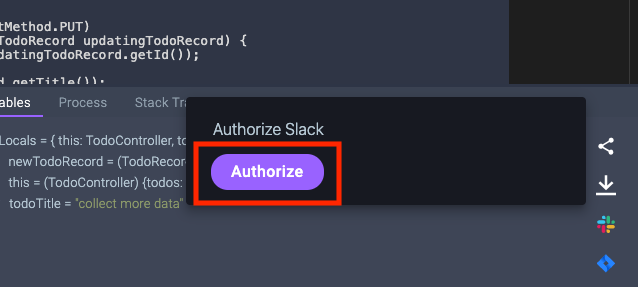 tMethod.PUT)
TodoRecord updatingTodoRecord) {
datingTodoRecord.getId());
d.getTitle());
ables Process Stack Tra
Authorize Slack
Locals = { this: TodoController, to
newTodoRecord = (TodoRecor
Authorize
this = (TodoController) {todos:
todoTitle = "collect more data"